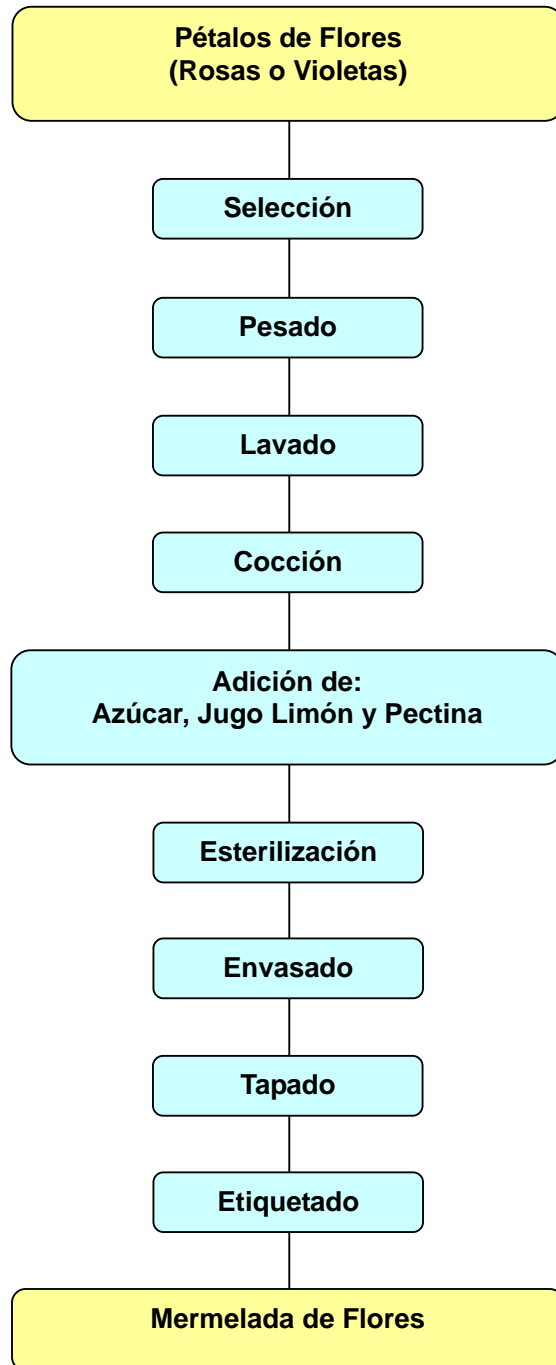 Pétalos de Flores
(Rosas o Violetas)
Selección
Pesado
Lavado
Cocción
Adición de:
Azúcar, Jugo Limón y Pectina
Esterilización
Envasado
Tapado
Etiquetado
Mermelada de Flores